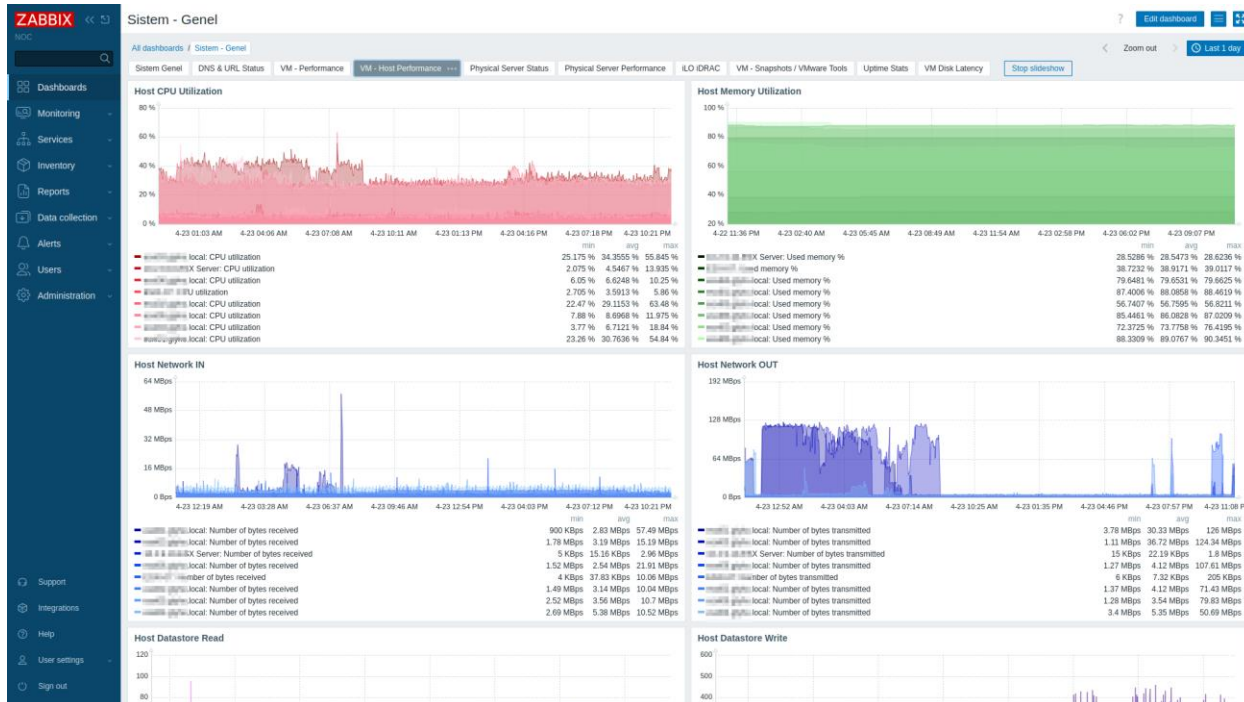 ZABBIX
NOC
Dashboards
Monitoring
Services
Inventory
Reports
Data collection
Alerts
Users
Administration
Support
Integrations
Help
User settings
Sign out
Sistem - Genel
? Edit dashboard
All dashboards / Sistem - Genel
Zoom out Last 1 day
Sistem Genel DNS & URL Status VM - Performance VM - Host Performance Physical Server Status Physical Server Performance iLO iDRAC VM - Snapshots / VMware Tools Uptime Stats VM Disk Latency Stop slideshow
Host CPU Utilization
80 %
60 %
40 %
20 %
0 %
4-23 01:03 AM 4-23 04:06 AM 4-23 07:08 AM 4-23 10:11 AM 4-23 01:13 PM 4-23 04:16 PM 4-23 07:18 PM 4-23 10:21 PM
min avg max
local: CPU utilization 25.175 % 34.3555 % 55.845 %
X Server: CPU utilization 2.075 % 4.5467 % 13.935 %
local: CPU utilization 6.05 % 6.6248 % 10.25 %
U utilization 2.705 % 3.5913 % 5.86 %
local: CPU utilization 22.47 % 29.1153 % 63.48 %
local: CPU utilization 7.88 % 8.6968 % 11.975 %
local: CPU utilization 3.77 % 6.7121 % 18.84 %
local: CPU utilization 23.26 % 30.7636 % 54.84 %
Host Memory Utilization
100 %
80 %
60 %
40 %
20 %
4-22 11:36 PM 4-23 02:40 AM 4-23 05:45 AM 4-23 08:49 AM 4-23 11:54 AM 4-23 02:58 PM 4-23 06:02 PM 4-23 09:07 PM
min avg max
X Server: Used memory % 28.5286 % 28.5473 % 28.6236 %
ed memory % 38.7232 % 38.9171 % 39.0117 %
local: Used memory % 79.6481 % 79.6531 % 79.6625 %
local: Used memory % 87.4006 % 88.0858 % 88.4619 %
local: Used memory % 56.7407 % 56.7595 % 56.8211 %
local: Used memory % 85.4461 % 86.0828 % 87.0209 %
local: Used memory % 72.3725 % 73.7758 % 76.4195 %
local: Used memory % 88.3309 % 89.0767 % 90.3451 %
Host Network IN
64 MBps
48 MBps
32 MBps
16 MBps
0 Bps
4-23 12:19 AM 4-23 03:28 AM 4-23 06:37 AM 4-23 09:46 AM 4-23 12:54 PM 4-23 04:03 PM 4-23 07:12 PM 4-23 10:21 PM
min avg max
local: Number of bytes received 900 KBps 2.83 MBps 57.49 MBps
local: Number of bytes received 1.78 MBps 3.19 MBps 15.19 MBps
X Server: Number of bytes received 5 KBps 15.16 KBps 2.96 MBps
local: Number of bytes received 1.52 MBps 2.54 MBps 21.91 MBps
mber of bytes received 4 KBps 37.83 KBps 10.06 MBps
local: Number of bytes received 1.49 MBps 3.14 MBps 10.04 MBps
local: Number of bytes received 2.52 MBps 3.56 MBps 10.7 MBps
local: Number of bytes received 2.69 MBps 5.38 MBps 10.52 MBps
Host Network OUT
192 MBps
128 MBps
64 MBps
0 Bps
4-23 12:52 AM 4-23 04:03 AM 4-23 07:14 AM 4-23 10:25 AM 4-23 01:35 PM 4-23 04:46 PM 4-23 07:57 PM 4-23 11:08 P
min avg max
local: Number of bytes transmitted 3.78 MBps 30.33 MBps 126 MBps
local: Number of bytes transmitted 1.11 MBps 36.72 MBps 124.34 MBps
X Server: Number of bytes transmitted 15 KBps 22.19 KBps 1.8 MBps
local: Number of bytes transmitted 1.27 MBps 4.12 MBps 107.61 MBps
mber of bytes transmitted 6 KBps 7.32 KBps 205 KBps
local: Number of bytes transmitted 1.37 MBps 4.12 MBps 71.43 MBps
local: Number of bytes transmitted 1.28 MBps 3.54 MBps 79.83 MBps
local: Number of bytes transmitted 3.4 MBps 5.35 MBps 50.69 MBps
Host Datastore Read
120
100
80
Host Datastore Write
600
500
400